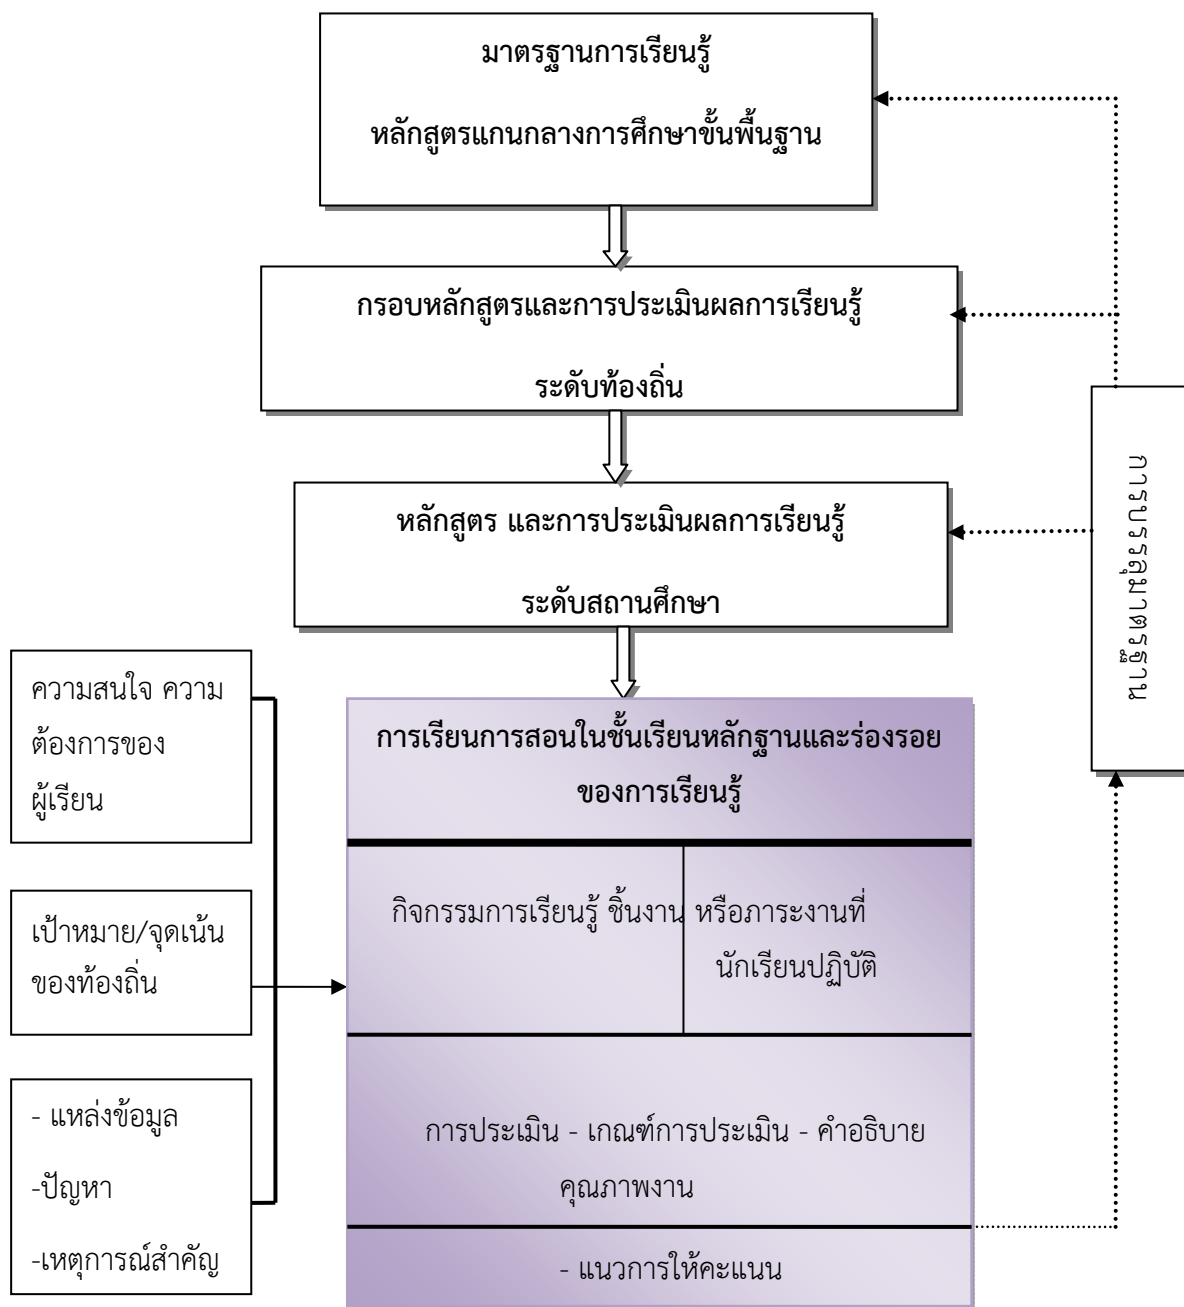 มาตรฐานการเรียนรู้
หลักสูตรแกนกลางการศึกษาขั้นพื้นฐาน
กรอบหลักสูตรและการประเมินผลการเรียนรู้
ระดับท้องถิ่น
หลักสูตร และการประเมินผลการเรียนรู้
ระดับสถานศึกษา
การบรรลุมาตรฐาน
ความสนใจ ความ
ต้องการของ
ผู้เรียน
เป้าหมาย/จุดเน้น
ของท้องถิ่น
- แหล่งข้อมูล
-ปัญหา
-เหตุการณ์สำคัญ
การเรียนการสอนในชั้นเรียนหลักฐานและร่องรอย
ของการเรียนรู้
กิจกรรมการเรียนรู้ ชิ้นงาน หรือภาระงานที่
นักเรียนปฏิบัติ
การประเมิน - เกณฑ์การประเมิน - คำอธิบาย
คุณภาพงาน
- แนวการให้คะแนน